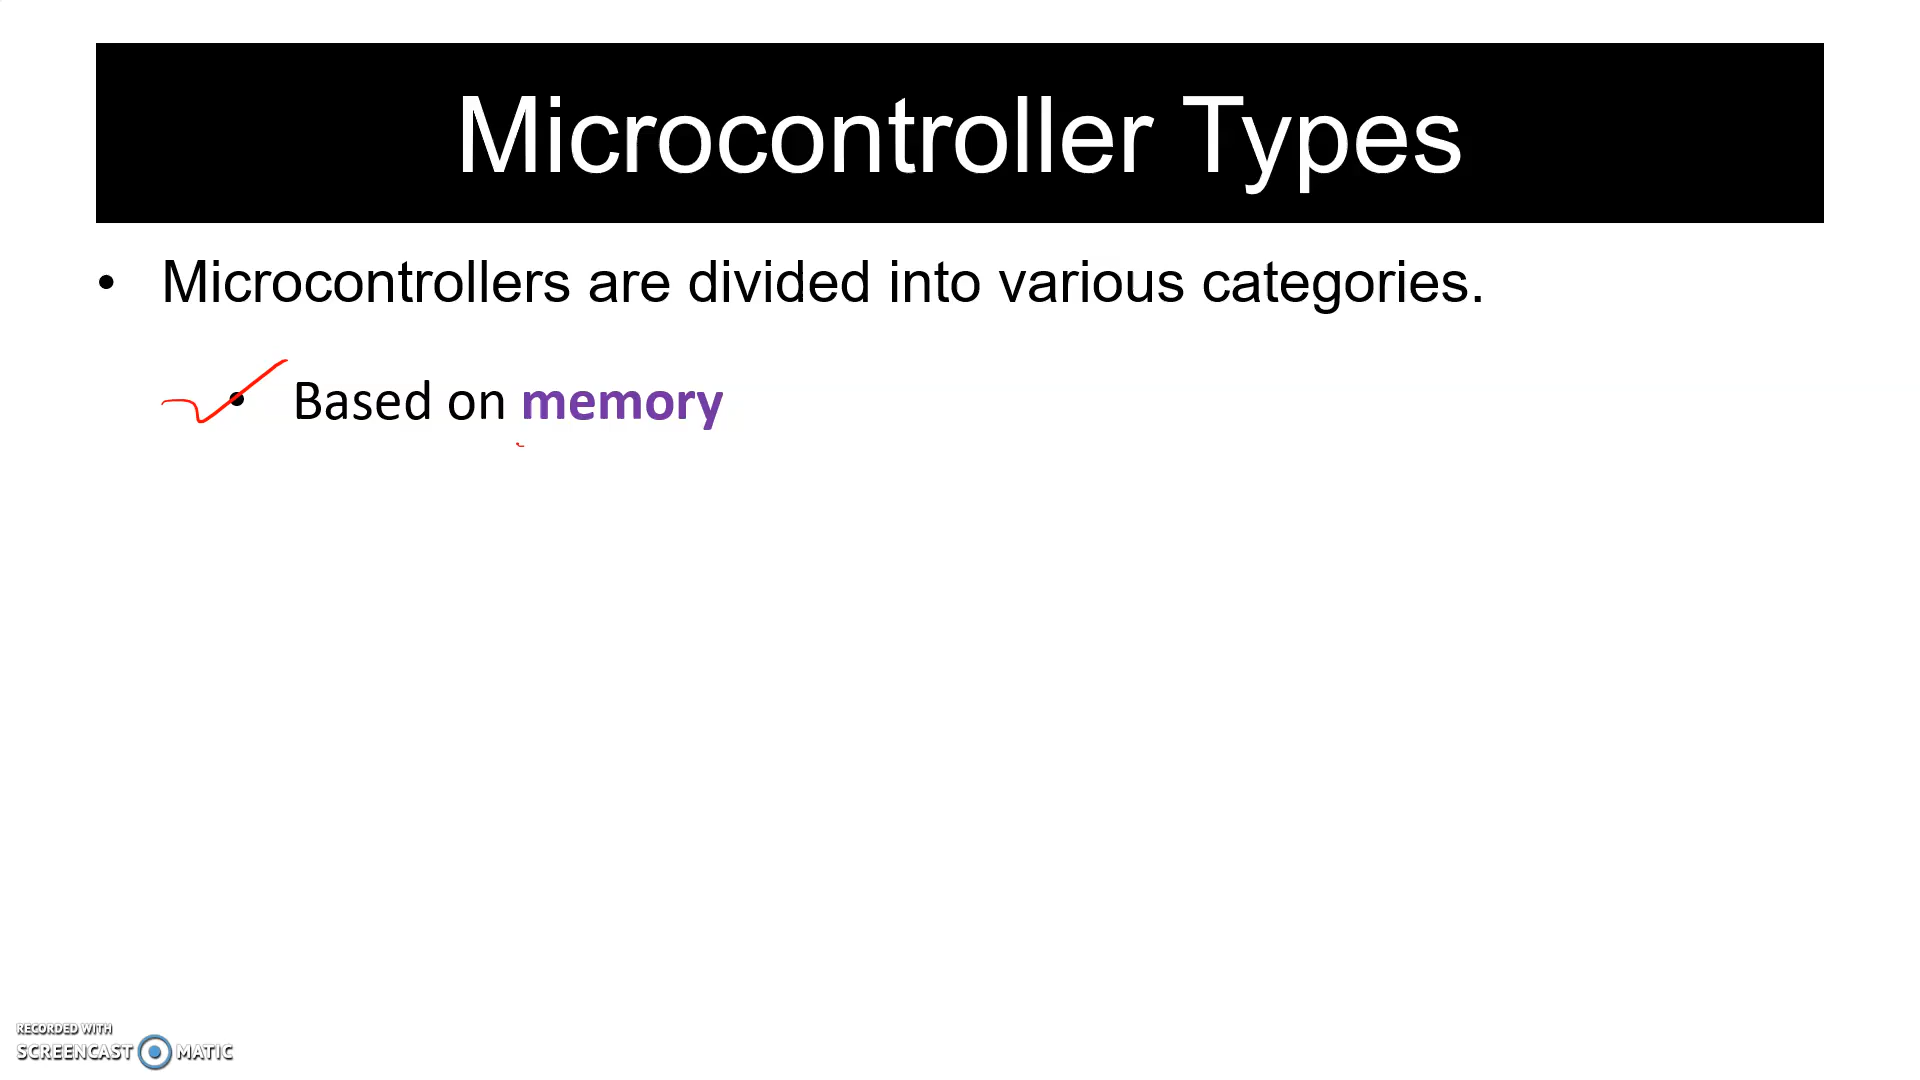 Microcontroller Types
• Microcontrollers are divided into various categories.
• Based on memory
RECORDED WITH
SCREENCAST MATIC